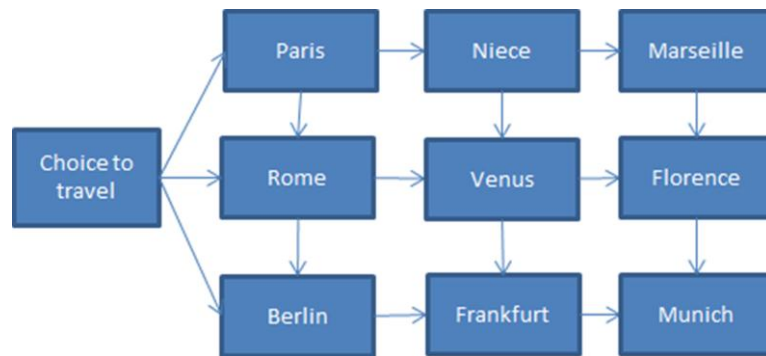 Paris
Niece
Marseille
Choice to
travel
Rome
Venus
Florence
Berlin
Frankfurt
Munich